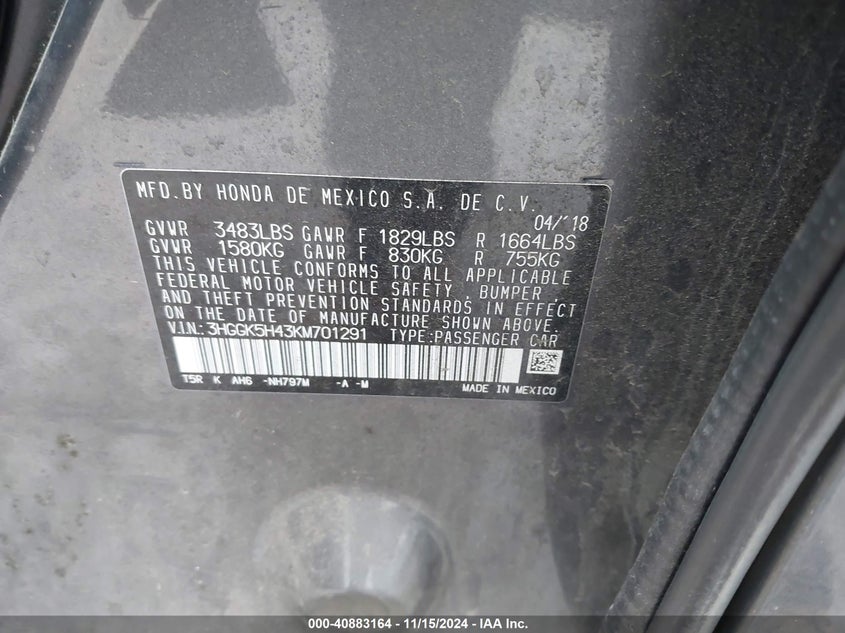 MFD.BY HONDA DE MEXICO S.A. DE C.V.
04/'18
GVWR 3483LBS GAWR F 1829LBS R 1664LBS
GVWR 1580KG GAWR F 830KG R 755KG
THIS VEHICLE CONFORMS TO ALL APPLICABLE
FEDERAL MOTOR VEHICLE SAFETY, BUMPER,
AND THEFT PREVENTION STANDARDS IN EFFECT
ON DATE OF MANUFACTURE SHOWN ABOVE.
V.I.N.: 3HGGK5H43KM701291 TYPE:PASSENGER CAR
T5R K AH6 -NH797M -A -M MADE IN MEXICO
000-40883164 - 11/15/2024 - IAA Inc.